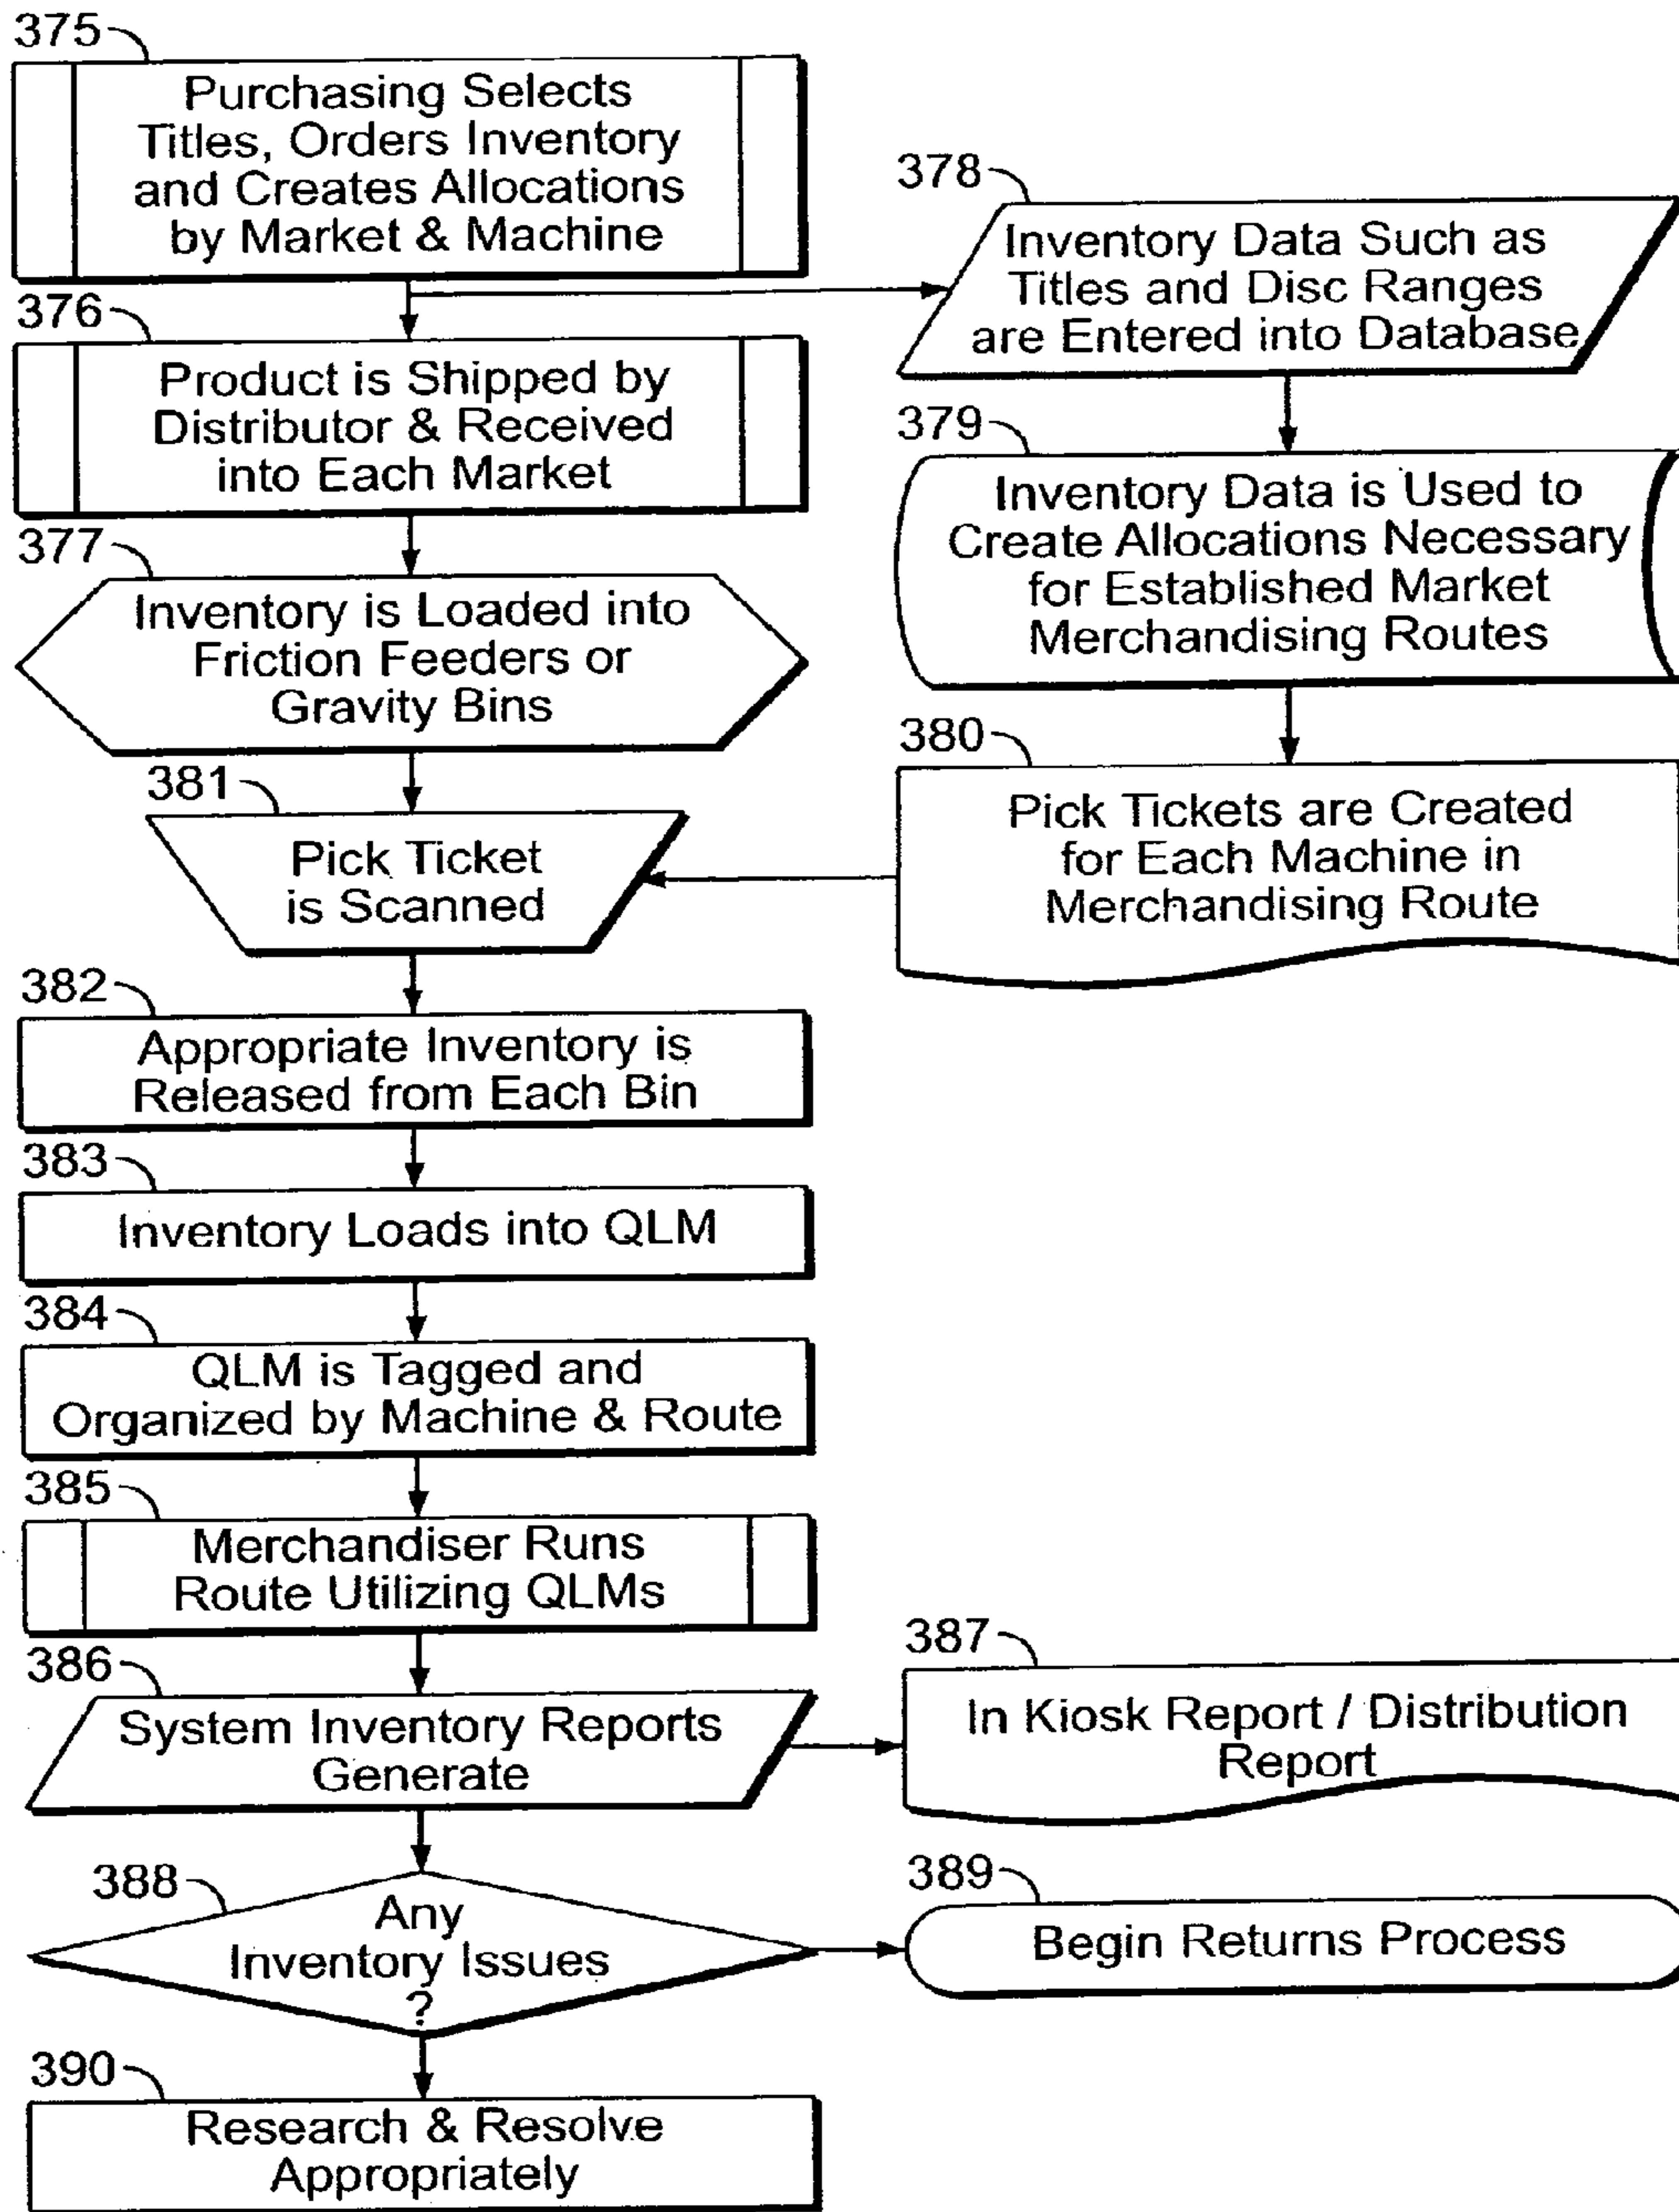 375
Purchasing Selects
Titles, Orders Inventory
and Creates Allocations
by Market & Machine
376
Product is Shipped by
Distributor & Received
into Each Market
377
Inventory is Loaded into
Friction Feeders or
Gravity Bins
378
Inventory Data Such as
Titles and Disc Ranges
are Entered into Database
379
Inventory Data is Used to
Create Allocations Necessary
for Established Market
Merchandising Routes
380
Pick Tickets are Created
for Each Machine in
Merchandising Route
381
Pick Ticket
is Scanned
382
Appropriate Inventory is
Released from Each Bin
383
Inventory Loads into QLM
384
QLM is Tagged and
Organized by Machine & Route
385
Merchandiser Runs
Route Utilizing QLMs
386
System Inventory Reports
Generate
387
In Kiosk Report / Distribution
Report
388
Any
Inventory Issues
?
389
Begin Returns Process
390
Research & Resolve
Appropriately